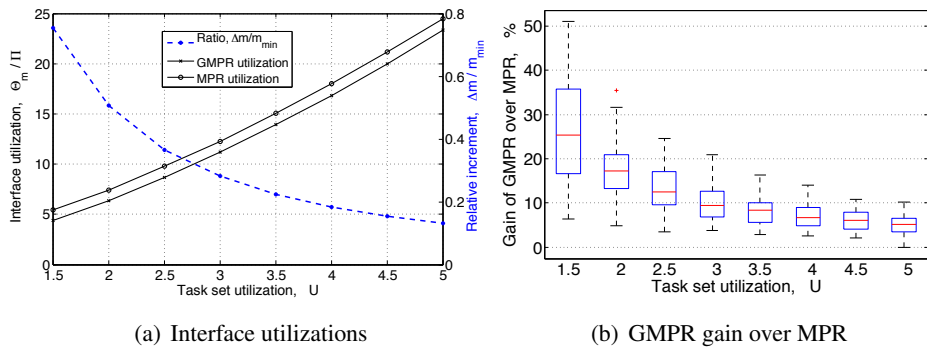 25
20
15
10
5
0
Interface utilization, Θm / Π
Ratio, Δm/mmin
GMPR utilization
MPR utilization
0.8
0.6
0.4
0.2
0
Relative increment, Δm / mmin
1.5 2 2.5 3 3.5 4 4.5 5
Task set utilization, U
(a) Interface utilizations
50
40
30
20
10
0
Gain of GMPR over MPR, %
1.5 2 2.5 3 3.5 4 4.5 5
Task set utilization, U
(b) GMPR gain over MPR